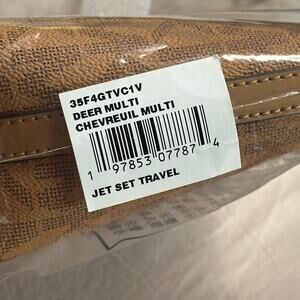 35F4GTVC1V
DEER MULTI
CHEVREUIL MULTI
1 97853 07787 4
JET SET TRAVEL